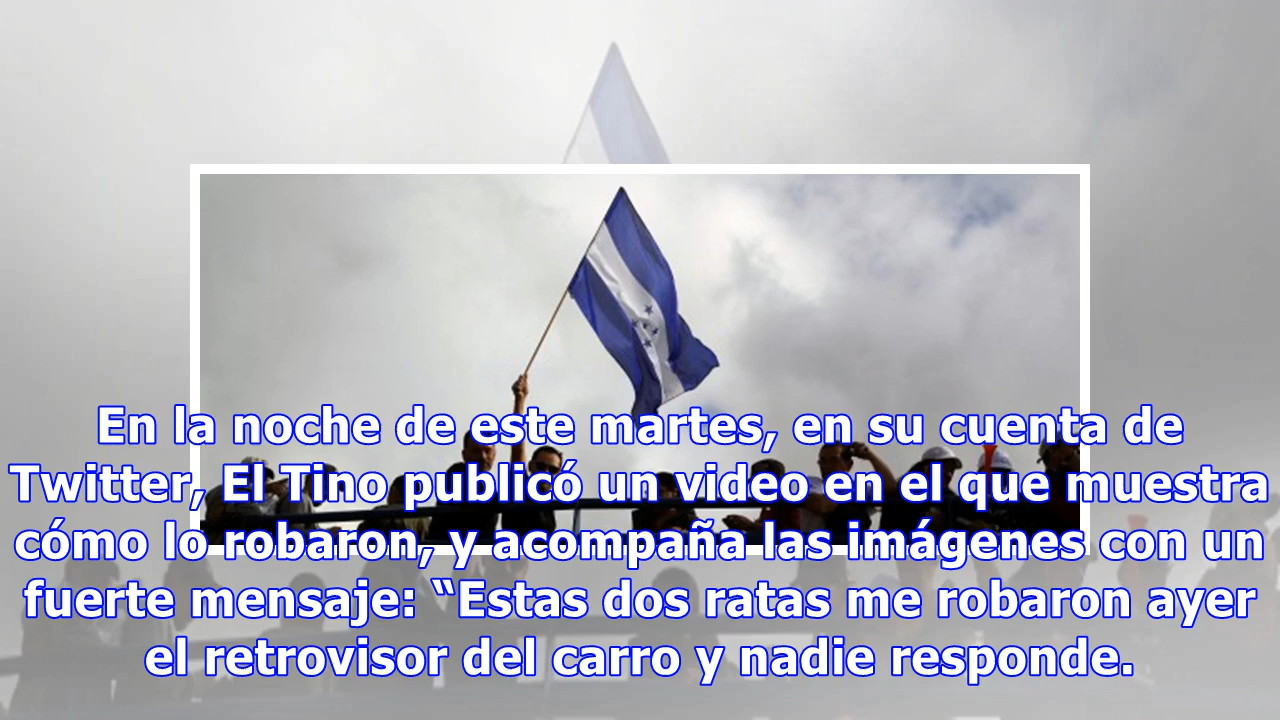 En la noche de este martes, en su cuenta de
Twitter, El Tino publicó un video en el que muestra
cómo lo robaron, y acompaña las imágenes con un
fuerte mensaje: “Estas dos ratas me robaron ayer
el retrovisor del carro y nadie responde.